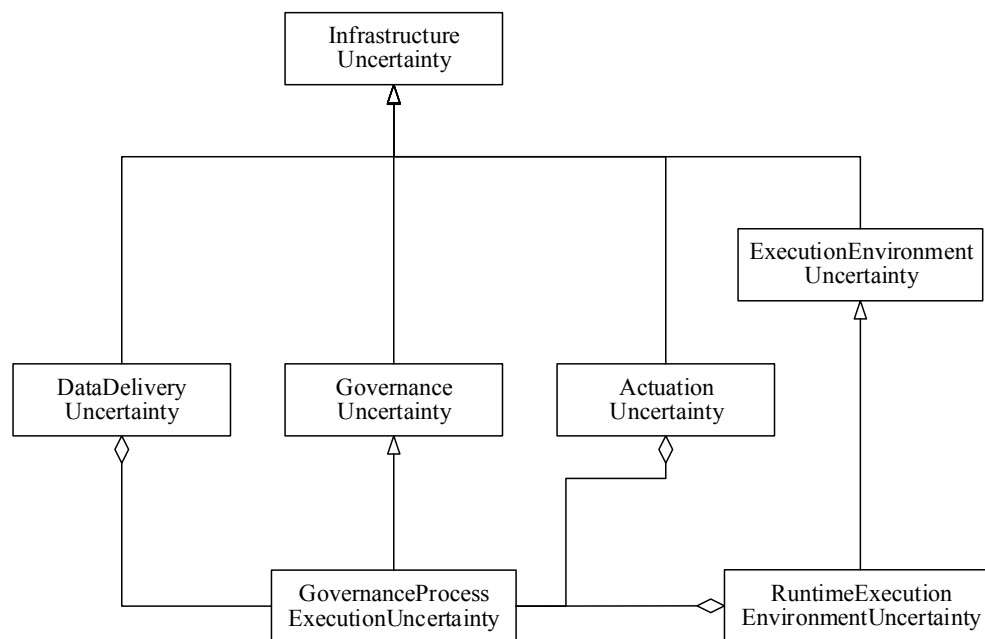 Infrastructure
Uncertainty
ExecutionEnvironment
Uncertainty
DataDelivery
Uncertainty
Governance
Uncertainty
Actuation
Uncertainty
GovernanceProcess
ExecutionUncertainty
RuntimeExecution
EnvironmentUncertainty